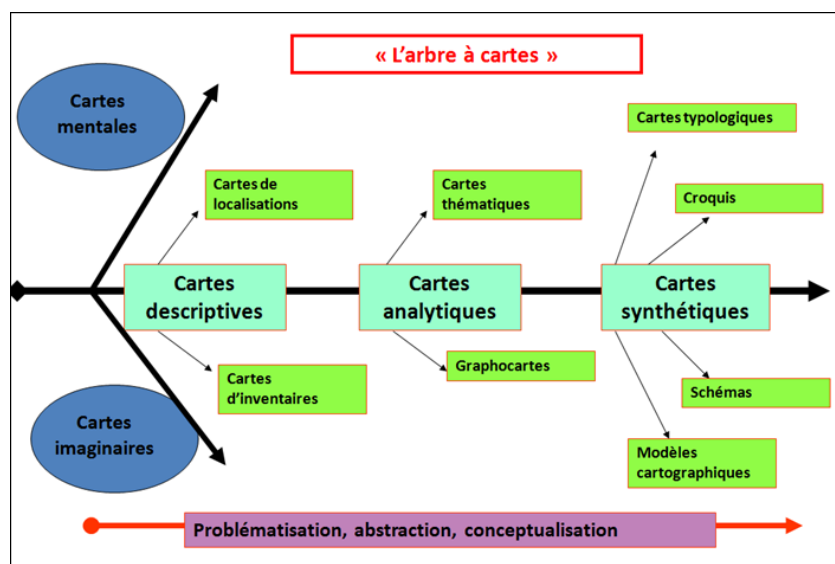 « L'arbre à cartes »
Cartes
mentales
Cartes typologiques
Cartes de
localisations
Cartes
thématiques
Croquis
Cartes
descriptives
Cartes
analytiques
Cartes
synthétiques
Cartes
d'inventaires
Graphocartes
Schémas
Cartes
imaginaires
Modèles
cartographiques
Problématisation, abstraction, conceptualisation